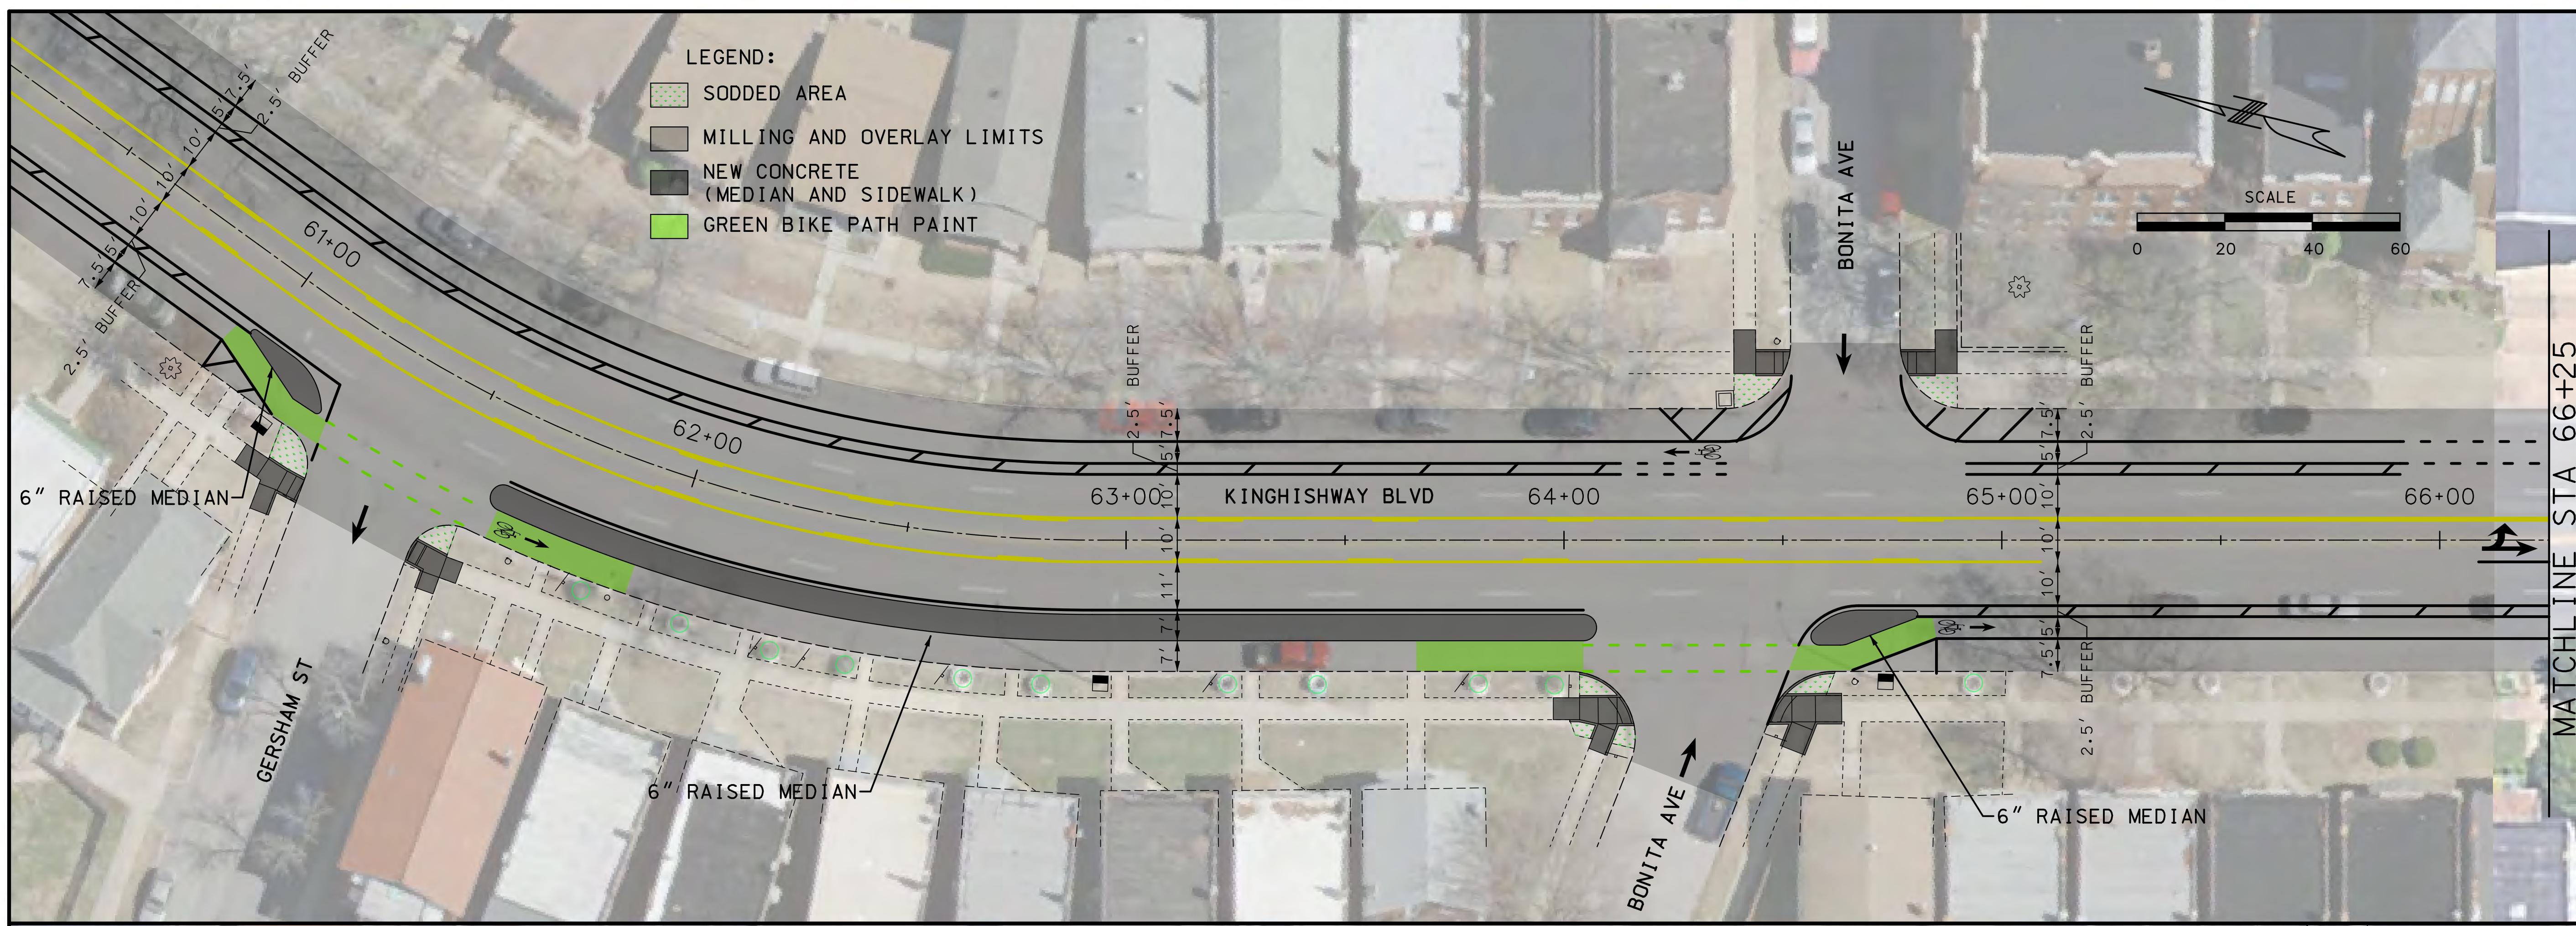 LEGEND:
SODDED AREA
MILLING AND OVERLAY LIMITS
NEW CONCRETE
(MEDIAN AND SIDEWALK)
GREEN BIKE PATH PAINT
7.5'
5'
2.5' BUFFER
10'
10'
10'
5'
7.5'
2.5' BUFFER
61+00
62+00
63+00
KINGHISHWAY BLVD
64+00
65+00
66+00
BONITA AVE
SCALE
0 20 40 60
MATCHLINE STA 66+25
2.5' BUFFER
7.5'
5'
10'
10'
11'
7'
7'
2.5' BUFFER
7.5'
5'
10'
10'
10'
5'
7.5'
2.5' BUFFER
6" RAISED MEDIAN
GERSHAM ST
6" RAISED MEDIAN
BONITA AVE
6" RAISED MEDIAN